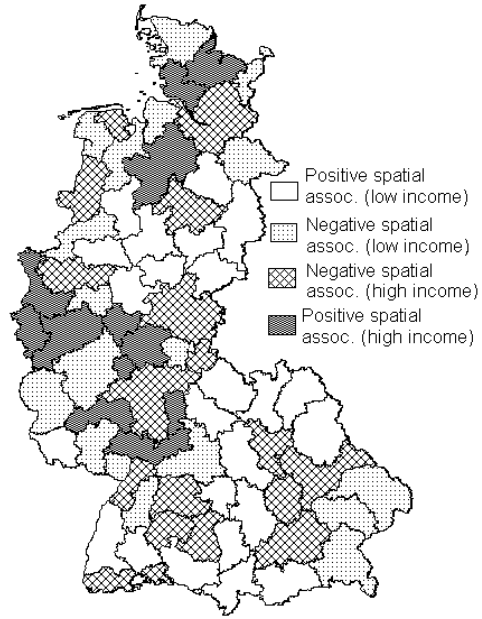 Positive spatial
assoc. (low income)
Negative spatial
assoc. (low income)
Negative spatial
assoc. (high income)
Positive spatial
assoc. (high income)